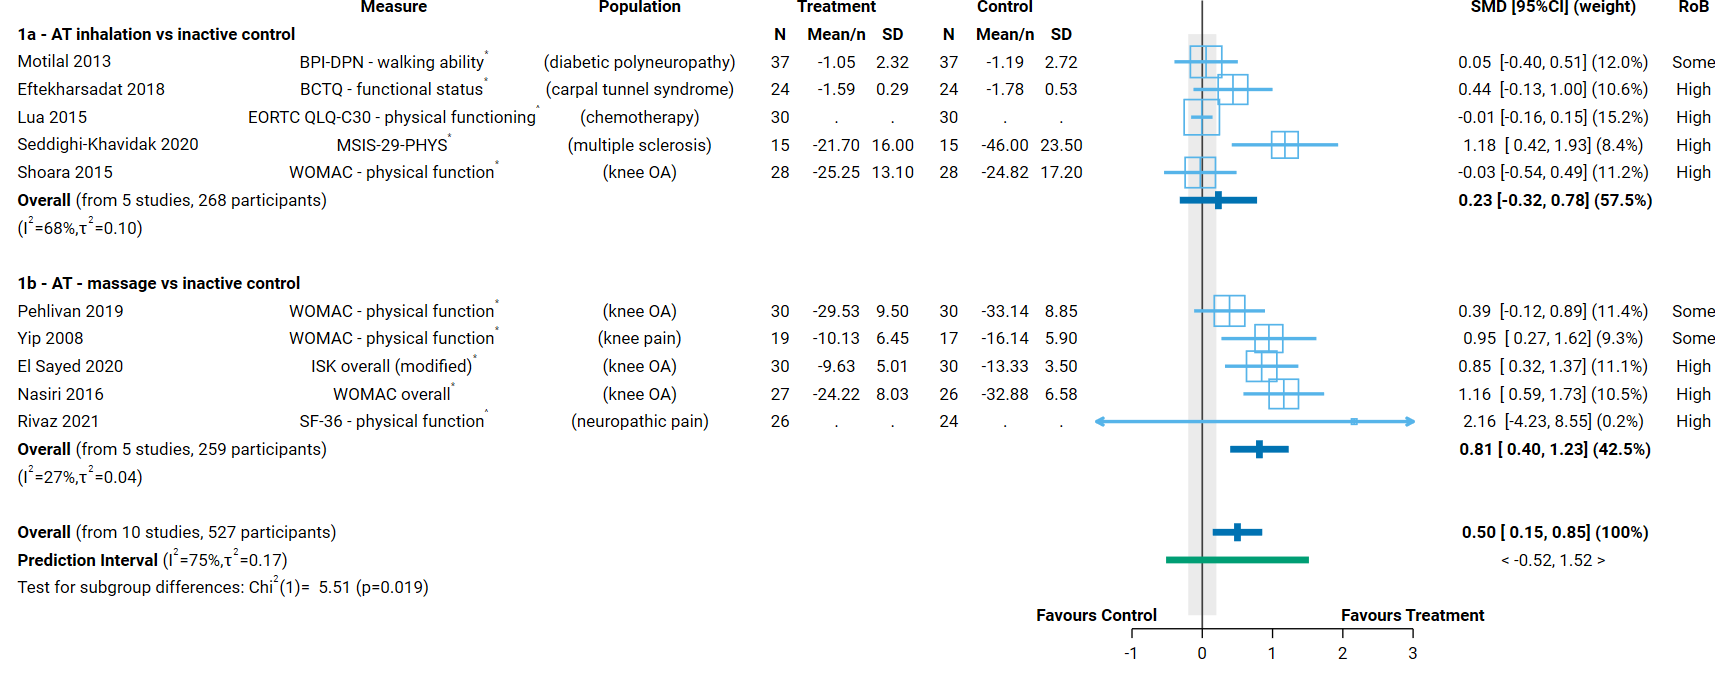 Measure Population Treatment Control SMD [95%CI] (weight) RoB
1a - AT inhalation vs inactive control N Mean/n SD N Mean/n SD
Motilal 2013 BPI-DPN - walking ability* (diabetic polyneuropathy) 37 -1.05 2.32 37 -1.19 2.72 0.05 [-0.40, 0.51] (12.0%) Some
Eftekharsadat 2018 BCTQ - functional status* (carpal tunnel syndrome) 24 -1.59 0.29 24 -1.78 0.53 0.44 [-0.13, 1.00] (10.6%) High
Lua 2015 EORTC QLQ-C30 - physical functioning^ (chemotherapy) 30 . . 30 . . -0.01 [-0.16, 0.15] (15.2%) High
Seddighi-Khavidak 2020 MSIS-29-PHYS* (multiple sclerosis) 15 -21.70 16.00 15 -46.00 23.50 1.18 [ 0.42, 1.93] (8.4%) High
Shoara 2015 WOMAC - physical function* (knee OA) 28 -25.25 13.10 28 -24.82 17.20 -0.03 [-0.54, 0.49] (11.2%) High
Overall (from 5 studies, 268 participants) 0.23 [-0.32, 0.78] (57.5%)
(I²=68%,τ²=0.10)
1b - AT - massage vs inactive control
Pehlivan 2019 WOMAC - physical function* (knee OA) 30 -29.53 9.50 30 -33.14 8.85 0.39 [-0.12, 0.89] (11.4%) Some
Yip 2008 WOMAC - physical function* (knee pain) 19 -10.13 6.45 17 -16.14 5.90 0.95 [ 0.27, 1.62] (9.3%) Some
El Sayed 2020 ISK overall (modified)* (knee OA) 30 -9.63 5.01 30 -13.33 3.50 0.85 [ 0.32, 1.37] (11.1%) High
Nasiri 2016 WOMAC overall* (knee OA) 27 -24.22 8.03 26 -32.88 6.58 1.16 [ 0.59, 1.73] (10.5%) High
Rivaz 2021 SF-36 - physical function^ (neuropathic pain) 26 . . 24 . . 2.16 [-4.23, 8.55] (0.2%) High
Overall (from 5 studies, 259 participants) 0.81 [ 0.40, 1.23] (42.5%)
(I²=27%,τ²=0.04)
Overall (from 10 studies, 527 participants) 0.50 [ 0.15, 0.85] (100%)
Prediction Interval (I²=75%,τ²=0.17) < -0.52, 1.52 >
Test for subgroup differences: Chi²(1)= 5.51 (p=0.019)
Favours Control Favours Treatment
-1 0 1 2 3